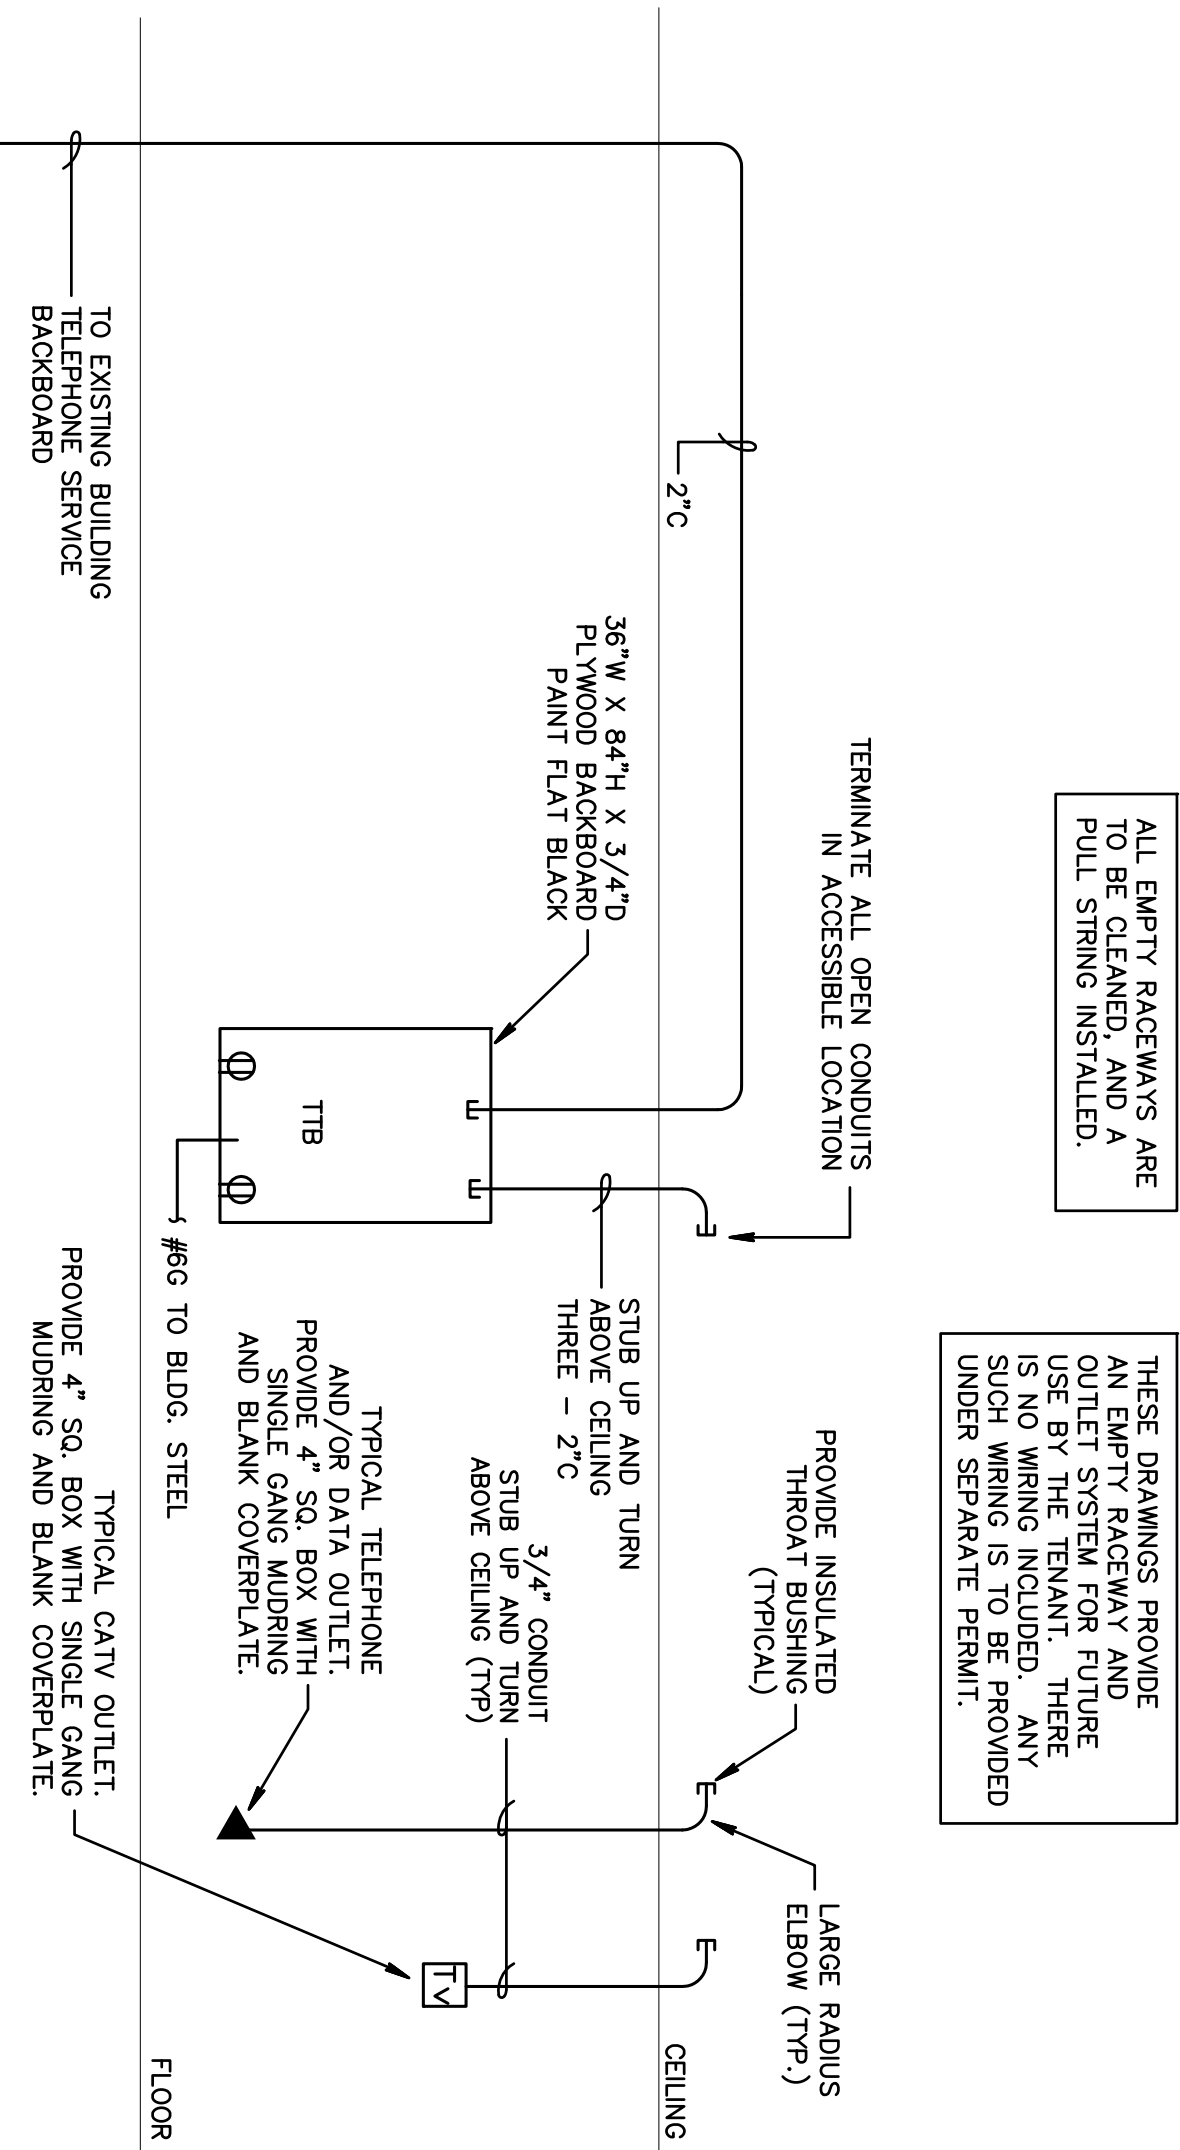 ALL EMPTY RACEWAYS ARE
TO BE CLEANED, AND A
PULL STRING INSTALLED.
THESE DRAWINGS PROVIDE
AN EMPTY RACEWAY AND
OUTLET SYSTEM FOR FUTURE
USE BY THE TENANT. THERE
IS NO WIRING INCLUDED. ANY
SUCH WIRING IS TO BE PROVIDED
UNDER SEPARATE PERMIT.
TERMINATE ALL OPEN CONDUITS
IN ACCESSIBLE LOCATION
PROVIDE INSULATED
THROAT BUSHING
(TYPICAL)
LARGE RADIUS
ELBOW (TYP.)
2"C
CEILING
36"W X 84"H X 3/4"D
PLYWOOD BACKBOARD
PAINT FLAT BLACK
STUB UP AND TURN
ABOVE CEILING
THREE - 2"C
3/4" CONDUIT
STUB UP AND TURN
ABOVE CEILING (TYP)
TV
TTB
TYPICAL TELEPHONE
AND/OR DATA OUTLET.
PROVIDE 4" SQ. BOX WITH
SINGLE GANG MUDRING
AND BLANK COVERPLATE.
#6G TO BLDG. STEEL
FLOOR
TO EXISTING BUILDING
TELEPHONE SERVICE
BACKBOARD
TYPICAL CATV OUTLET.
PROVIDE 4" SQ. BOX WITH SINGLE GANG
MUDRING AND BLANK COVERPLATE.